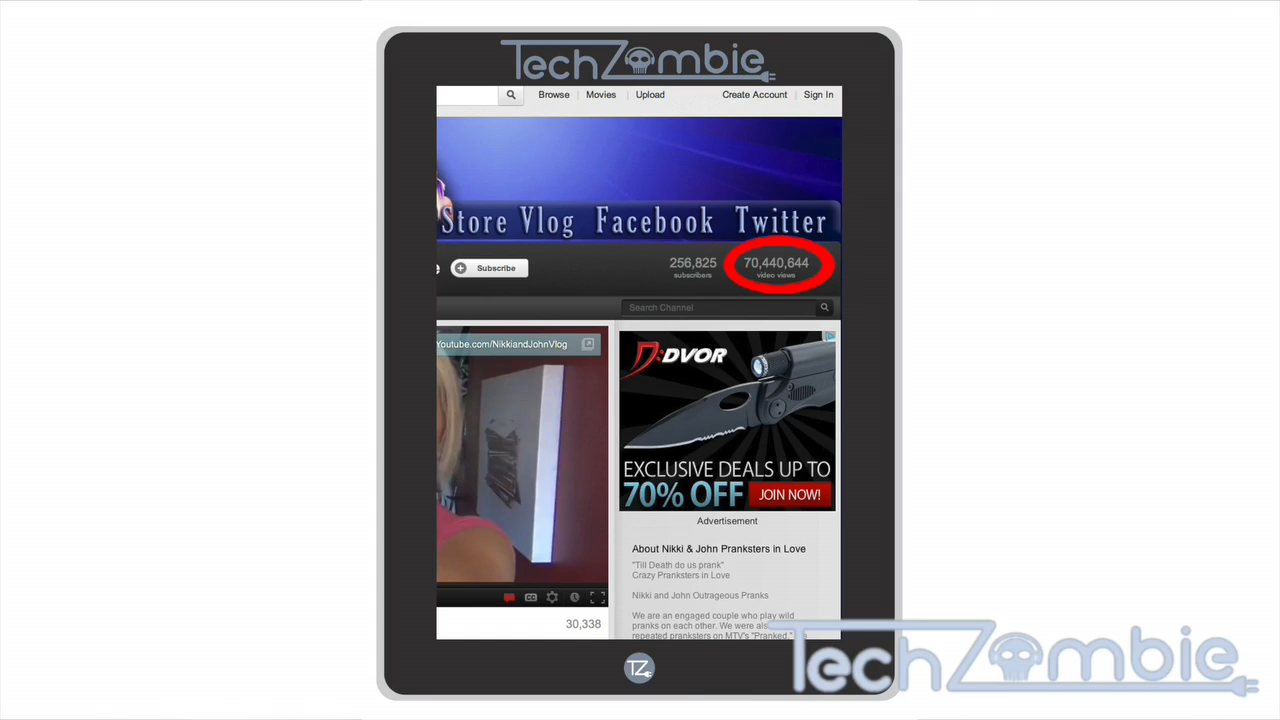 TechZombie
Browse Movies Upload Create Account Sign In
Store Vlog Facebook Twitter
Subscribe
256,825
subscribers
70,440,644
video views
Search Channel
Youtube.com/NikkiandJohnVlog
DVOR
EXCLUSIVE DEALS UP TO
70% OFF JOIN NOW!
Advertisement
About Nikki & John Pranksters in Love
"Till Death do us prank"
Crazy Pranksters in Love
Nikki and John Outrageous Pranks
We are an engaged couple who play wild
pranks on each other. We were also
repeated pranksters on MTV's "Pranked."
CC
30,338
TZ
TechZombie